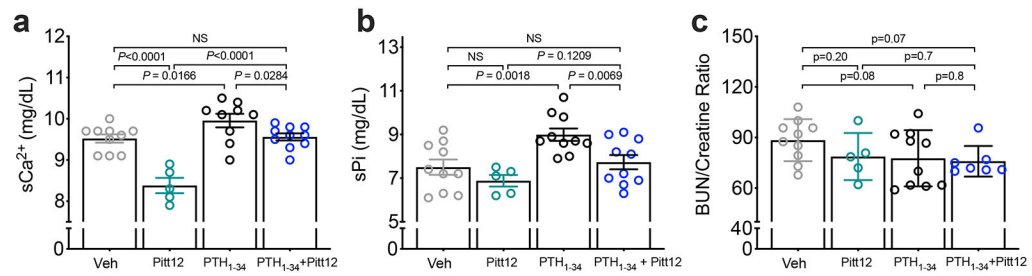 a
NS
P<0.0001
P<0.0001
P = 0.0166
P = 0.0284
sCa2+ (mg/dL)
12
11
10
9
8
0
Veh
Pitt12
PTH1-34
PTH1-34+Pitt12
b
NS
NS
P = 0.1209
P = 0.0018
P = 0.0069
sPi (mg/dL)
13
11
9
7
5
0
Veh
Pitt12
PTH1-34
PTH1-34 + Pitt12
c
p=0.07
p=0.20
p=0.7
p=0.08
p=0.8
BUN/Creatine Ratio
150
120
90
60
40
0
Veh
Pitt12
PTH1-34
PTH1-34+Pitt12